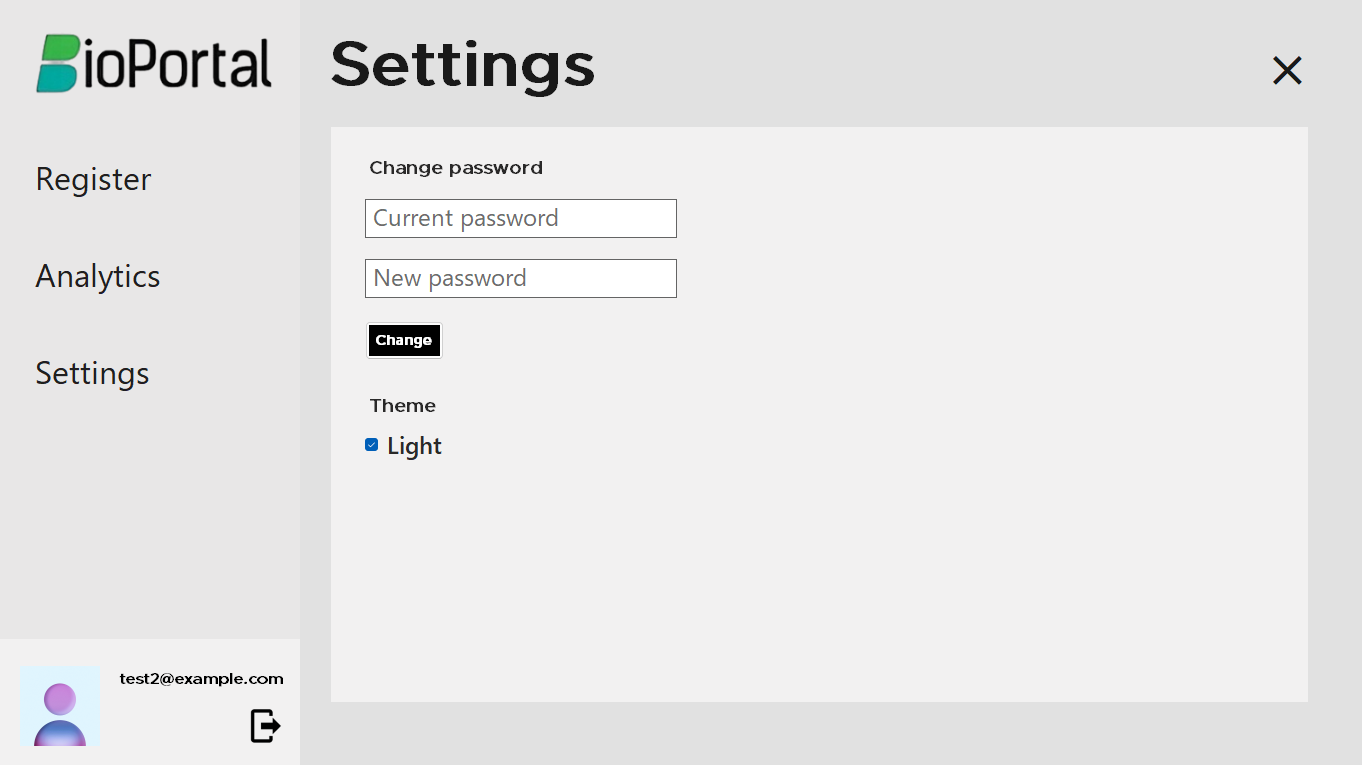 BioPortal
Register
Analytics
Settings
test2@example.com
Settings
Change password
Current password
New password
Change
Theme
Light